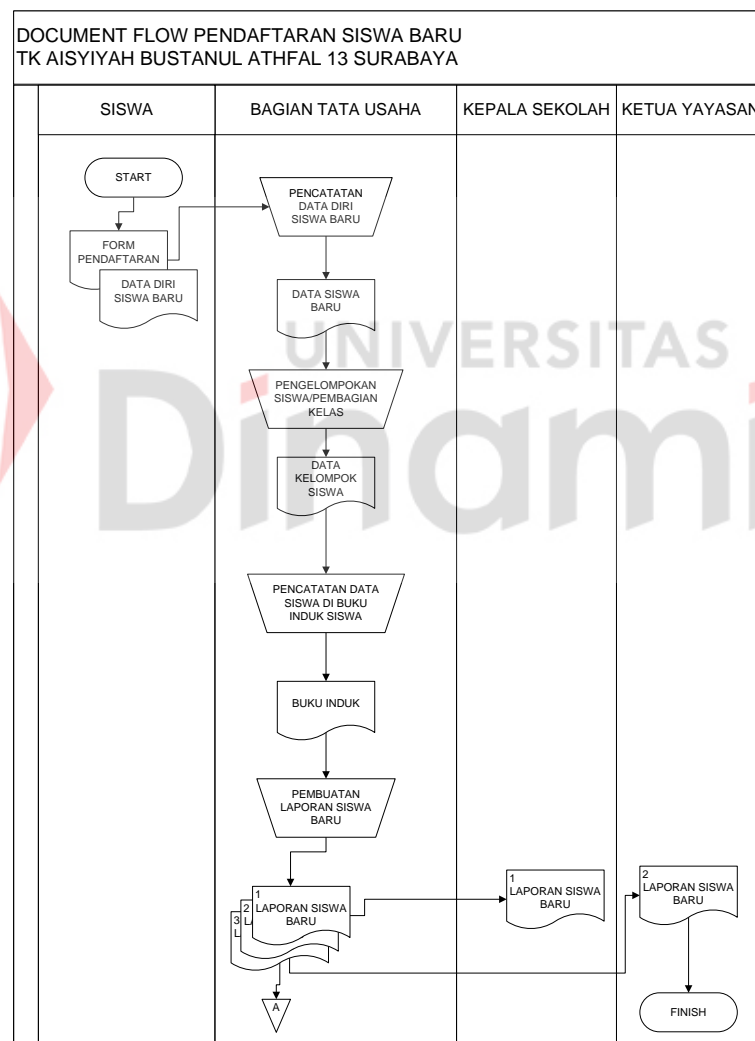 DOCUMENT FLOW PENDAFTARAN SISWA BARU
TK AISYIYAH BUSTANUL ATHFAL 13 SURABAYA
SISWA
BAGIAN TATA USAHA
KEPALA SEKOLAH
KETUA YAYASAN
START
FORM
PENDAFTARAN
DATA DIRI
SISWA BARU
PENCATATAN
DATA DIRI
SISWA BARU
DATA SISWA
BARU
UNIVERSITAS
Dinami
PENGELOMPOKAN
SISWA/PEMBAGIAN
KELAS
DATA
KELOMPOK
SISWA
PENCATATAN DATA
SISWA DI BUKU
INDUK SISWA
BUKU INDUK
PEMBUATAN
LAPORAN SISWA
BARU
1
LAPORAN SISWA
BARU
2
L
3
L
A
1
LAPORAN SISWA
BARU
2
LAPORAN SISWA
BARU
FINISH